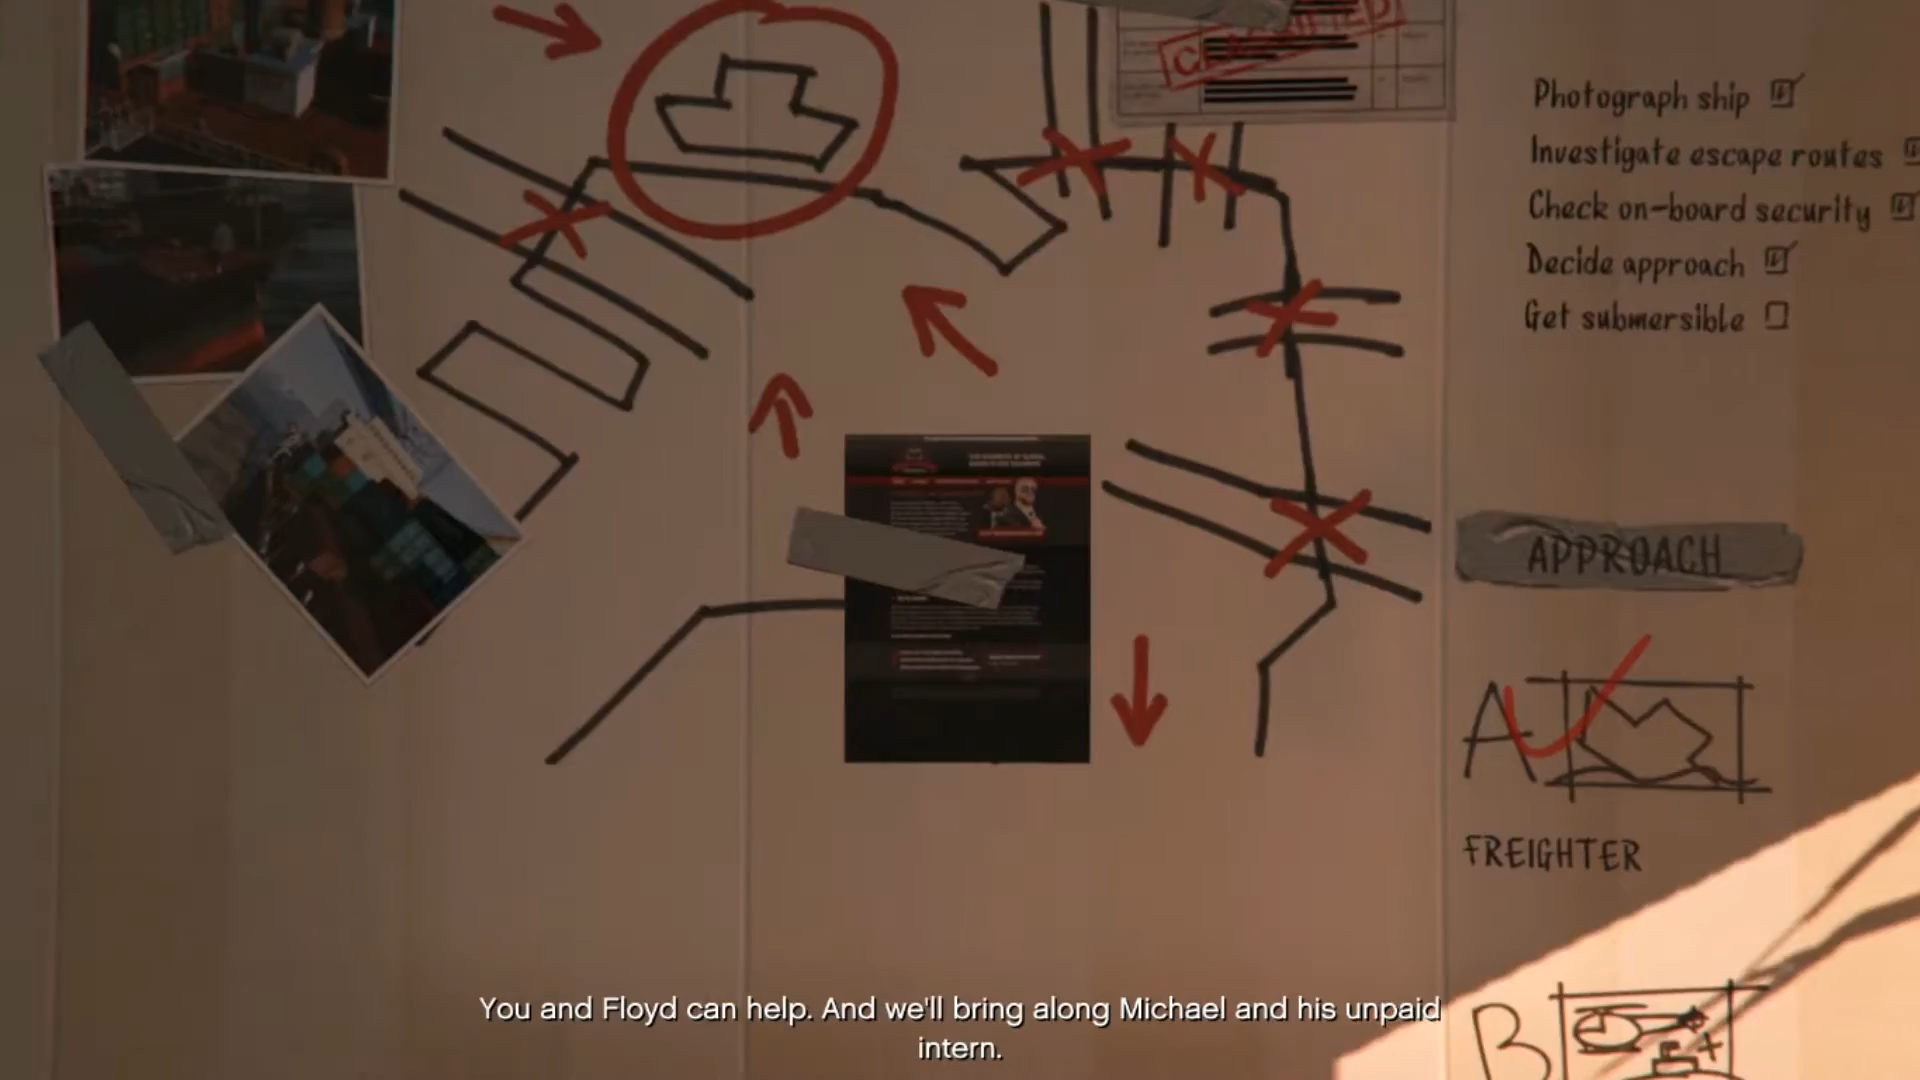 CLASSIFIED
Photograph ship
Investigate escape routes
Check on-board security
Decide approach
Get submersible
APPROACH
A
FREIGHTER
B
You and Floyd can help. And we'll bring along Michael and his unpaid
intern.